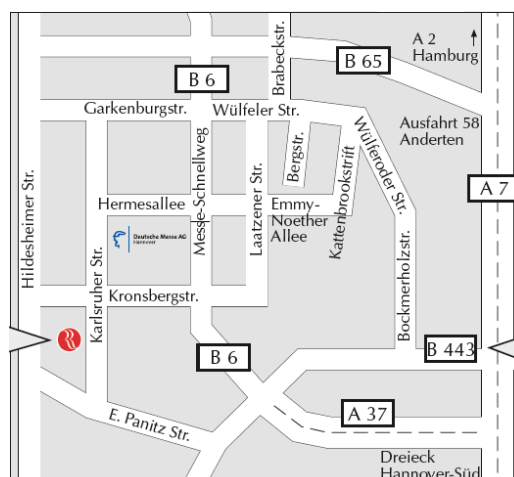 A 2
Hamburg
B 65
B 6
Brabeckstr.
Garkenburgstr.
Wülfeler Str.
Ausfahrt 58
Anderten
Bergstr.
Wülferoder Str.
A 7
Hildesheimer Str.
Messe-Schnellweg
Laatzener Str.
Hermesallee
Emmy-
Noether
Allee
Kattenbrookstrift
Deutsche Messe AG
Hannover
Karlsruher Str.
Kronsbergstr.
Bockmerholzstr.
B 6
B 443
A 37
E. Panitz Str.
Dreieck
Hannover-Süd